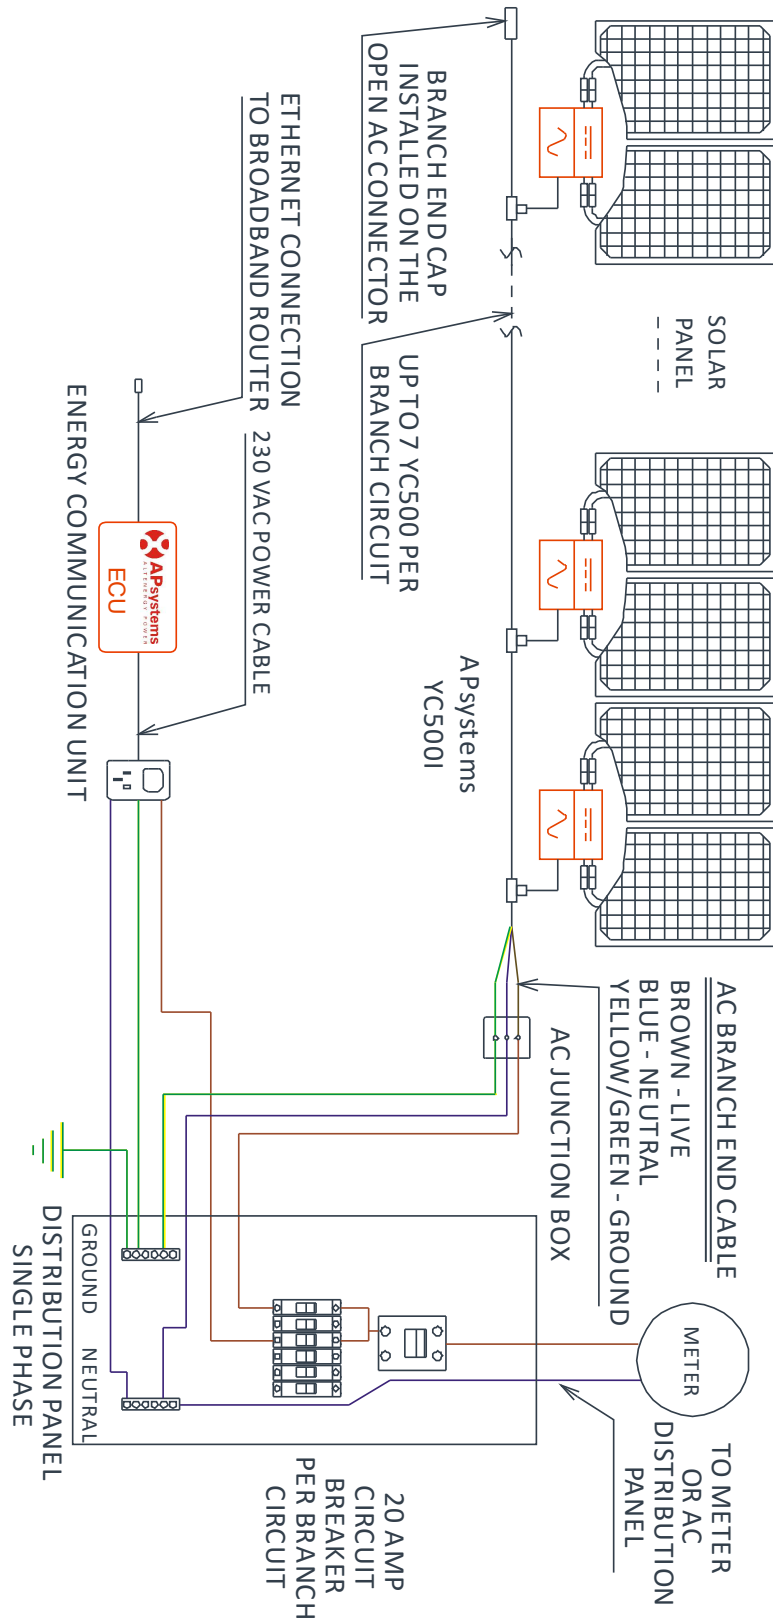 SOLAR
PANEL
BRANCH END CAP
INSTALLED ON THE
OPEN AC CONNECTOR
UP TO 7 YC500 PER
BRANCH CIRCUIT
APsystems
YC500I
AC BRANCH END CABLE
BROWN - LIVE
BLUE - NEUTRAL
YELLOW/GREEN - GROUND
AC JUNCTION BOX
METER
TO METER
OR AC
DISTRIBUTION
PANEL
ETHERNET CONNECTION
TO BROADBAND ROUTER
230 VAC POWER CABLE
APsystems
ALTENERGY POWER
ECU
ENERGY COMMUNICATION UNIT
GROUND
NEUTRAL
DISTRIBUTION PANEL
SINGLE PHASE
20 AMP
CIRCUIT
BREAKER
PER BRANCH
CIRCUIT